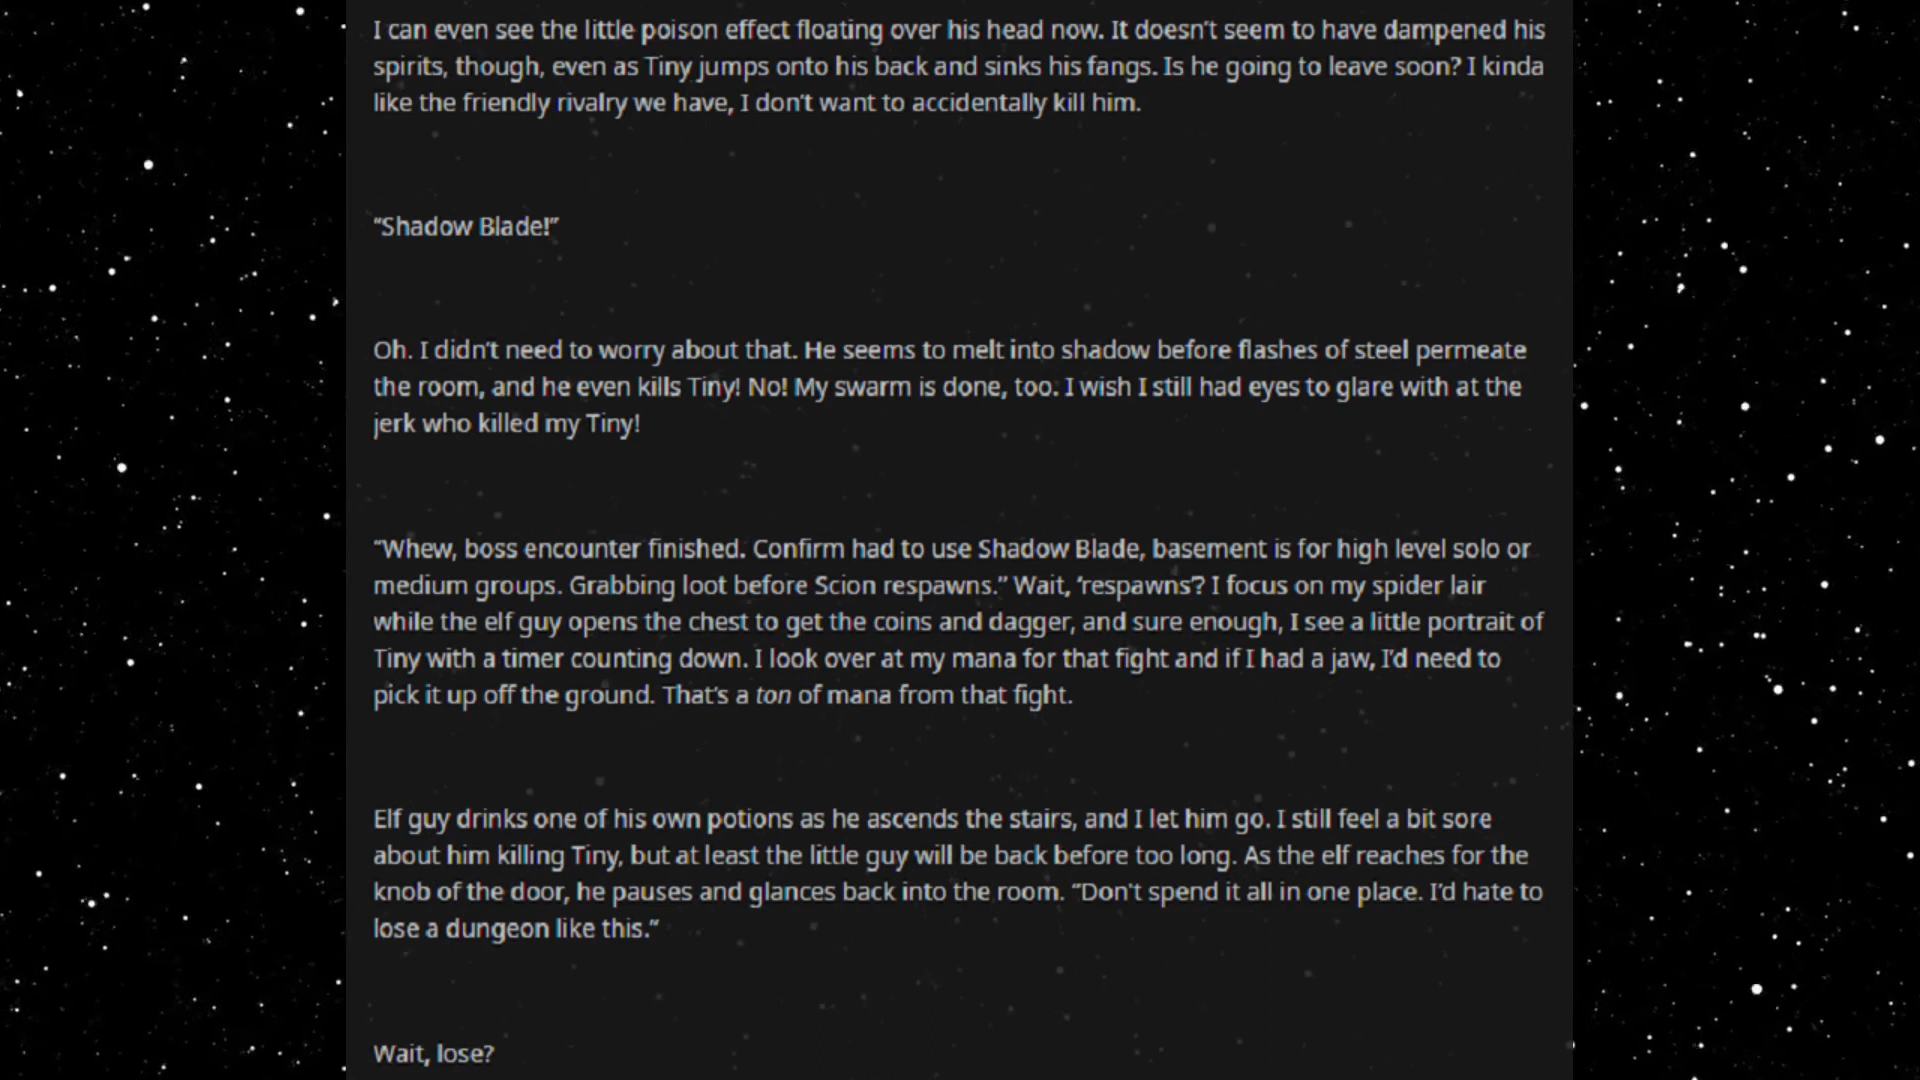 I can even see the little poison effect floating over his head now. It doesn’t seem to have dampened his
spirits, though, even as Tiny jumps onto his back and sinks his fangs. Is he going to leave soon? I kinda
like the friendly rivalry we have, I don’t want to accidentally kill him.
“Shadow Blade!”
Oh. I didn’t need to worry about that. He seems to melt into shadow before flashes of steel permeate
the room, and he even kills Tiny! No! My swarm is done, too. I wish I still had eyes to glare with at the
jerk who killed my Tiny!
“Whew, boss encounter finished. Confirm had to use Shadow Blade, basement is for high level solo or
medium groups. Grabbing loot before Scion respawns.” Wait, ‘respawns’? I focus on my spider lair
while the elf guy opens the chest to get the coins and dagger, and sure enough, I see a little portrait of
Tiny with a timer counting down. I look over at my mana for that fight and if I had a jaw, I’d need to
pick it up off the ground. That’s a ton of mana from that fight.
Elf guy drinks one of his own potions as he ascends the stairs, and I let him go. I still feel a bit sore
about him killing Tiny, but at least the little guy will be back before too long. As the elf reaches for the
knob of the door, he pauses and glances back into the room. “Don't spend it all in one place. I’d hate to
lose a dungeon like this.”
Wait, lose?